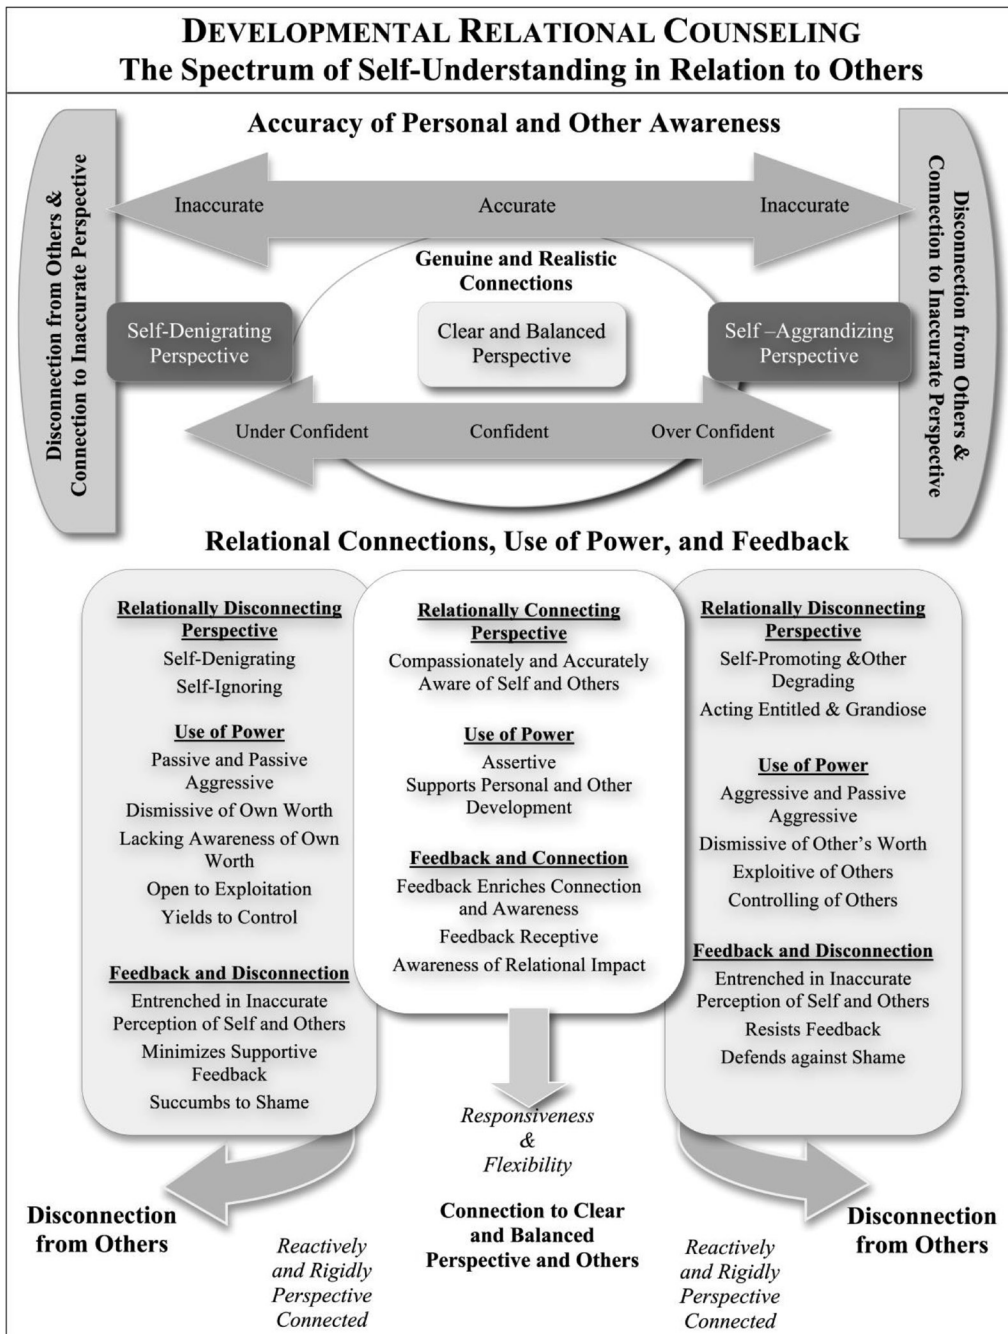 DEVELOPMENTAL RELATIONAL COUNSELING
The Spectrum of Self-Understanding in Relation to Others
Accuracy of Personal and Other Awareness
Disconnection from Others &
Connection to Inaccurate Perspective
Inaccurate
Accurate
Inaccurate
Disconnection from Others &
Connection to Inaccurate Perspective
Genuine and Realistic
Connections
Self-Denigrating
Perspective
Clear and Balanced
Perspective
Self –Aggrandizing
Perspective
Under Confident
Confident
Over Confident
Relational Connections, Use of Power, and Feedback
Relationally Disconnecting
Perspective
Self-Denigrating
Self-Ignoring
Use of Power
Passive and Passive
Aggressive
Dismissive of Own Worth
Lacking Awareness of Own
Worth
Open to Exploitation
Yields to Control
Feedback and Disconnection
Entrenched in Inaccurate
Perception of Self and Others
Minimizes Supportive
Feedback
Succumbs to Shame
Relationally Connecting
Perspective
Compassionately and Accurately
Aware of Self and Others
Use of Power
Assertive
Supports Personal and Other
Development
Feedback and Connection
Feedback Enriches Connection
and Awareness
Feedback Receptive
Awareness of Relational Impact
Relationally Disconnecting
Perspective
Self-Promoting &Other
Degrading
Acting Entitled & Grandiose
Use of Power
Aggressive and Passive
Aggressive
Dismissive of Other's Worth
Exploitive of Others
Controlling of Others
Feedback and Disconnection
Entrenched in Inaccurate
Perception of Self and Others
Resists Feedback
Defends against Shame
Responsiveness
&
Flexibility
Disconnection
from Others
Reactively
and Rigidly
Perspective
Connected
Connection to Clear
and Balanced
Perspective and Others
Reactively
and Rigidly
Perspective
Connected
Disconnection
from Others